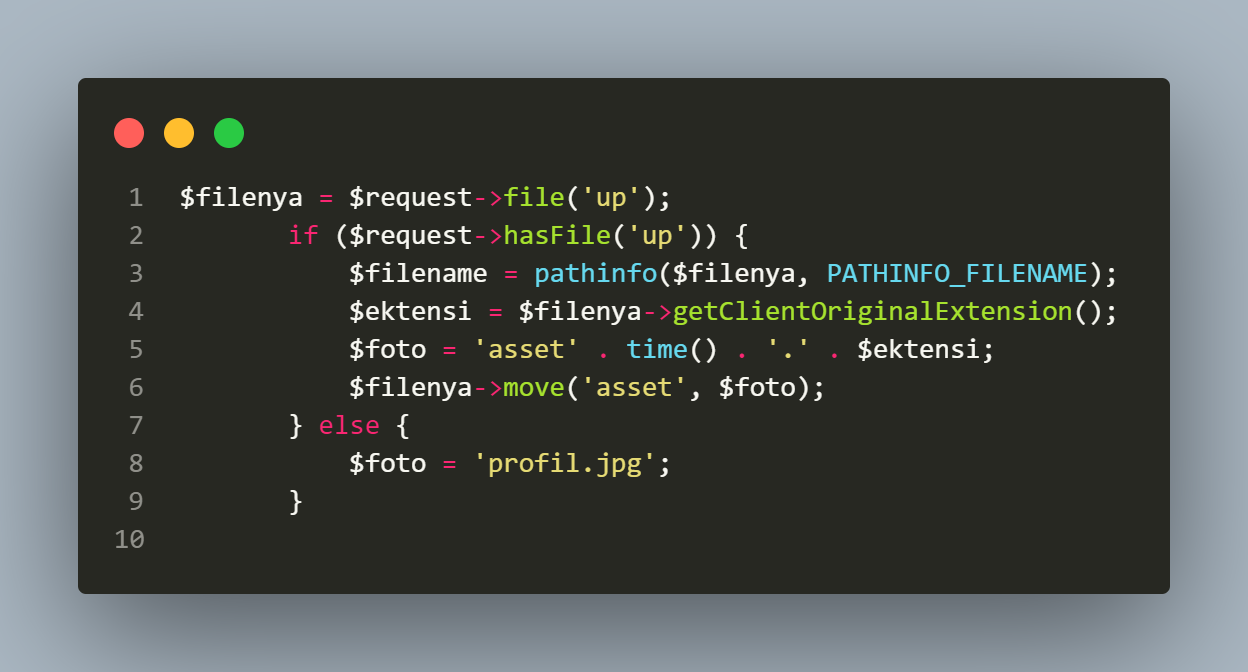 1 $filenya = $request->file('up');
2 if ($request->hasFile('up')) {
3 $filename = pathinfo($filenya, PATHINFO_FILENAME);
4 $ektensi = $filenya->getClientOriginalExtension();
5 $foto = 'asset' . time() . '.' . $ektensi;
6 $filenya->move('asset', $foto);
7 } else {
8 $foto = 'profil.jpg';
9 }
10